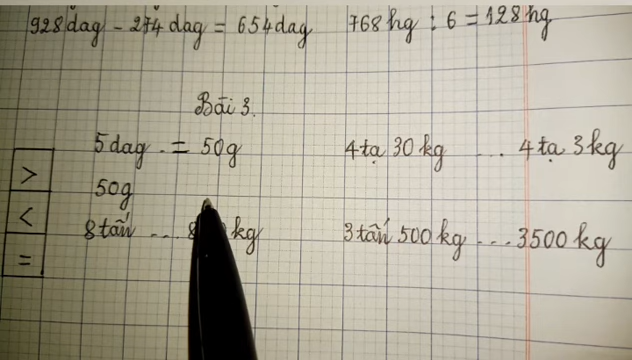 928 dag - 274 dag = 654 dag 768 hg : 6 = 128 hg
Bài 3.
5 dag = 50g 4 tạ 30 kg ... 4 tạ 3 kg
>
50g
<
8 tấn ... kg 3 tấn 500 kg ... 3500 kg
=